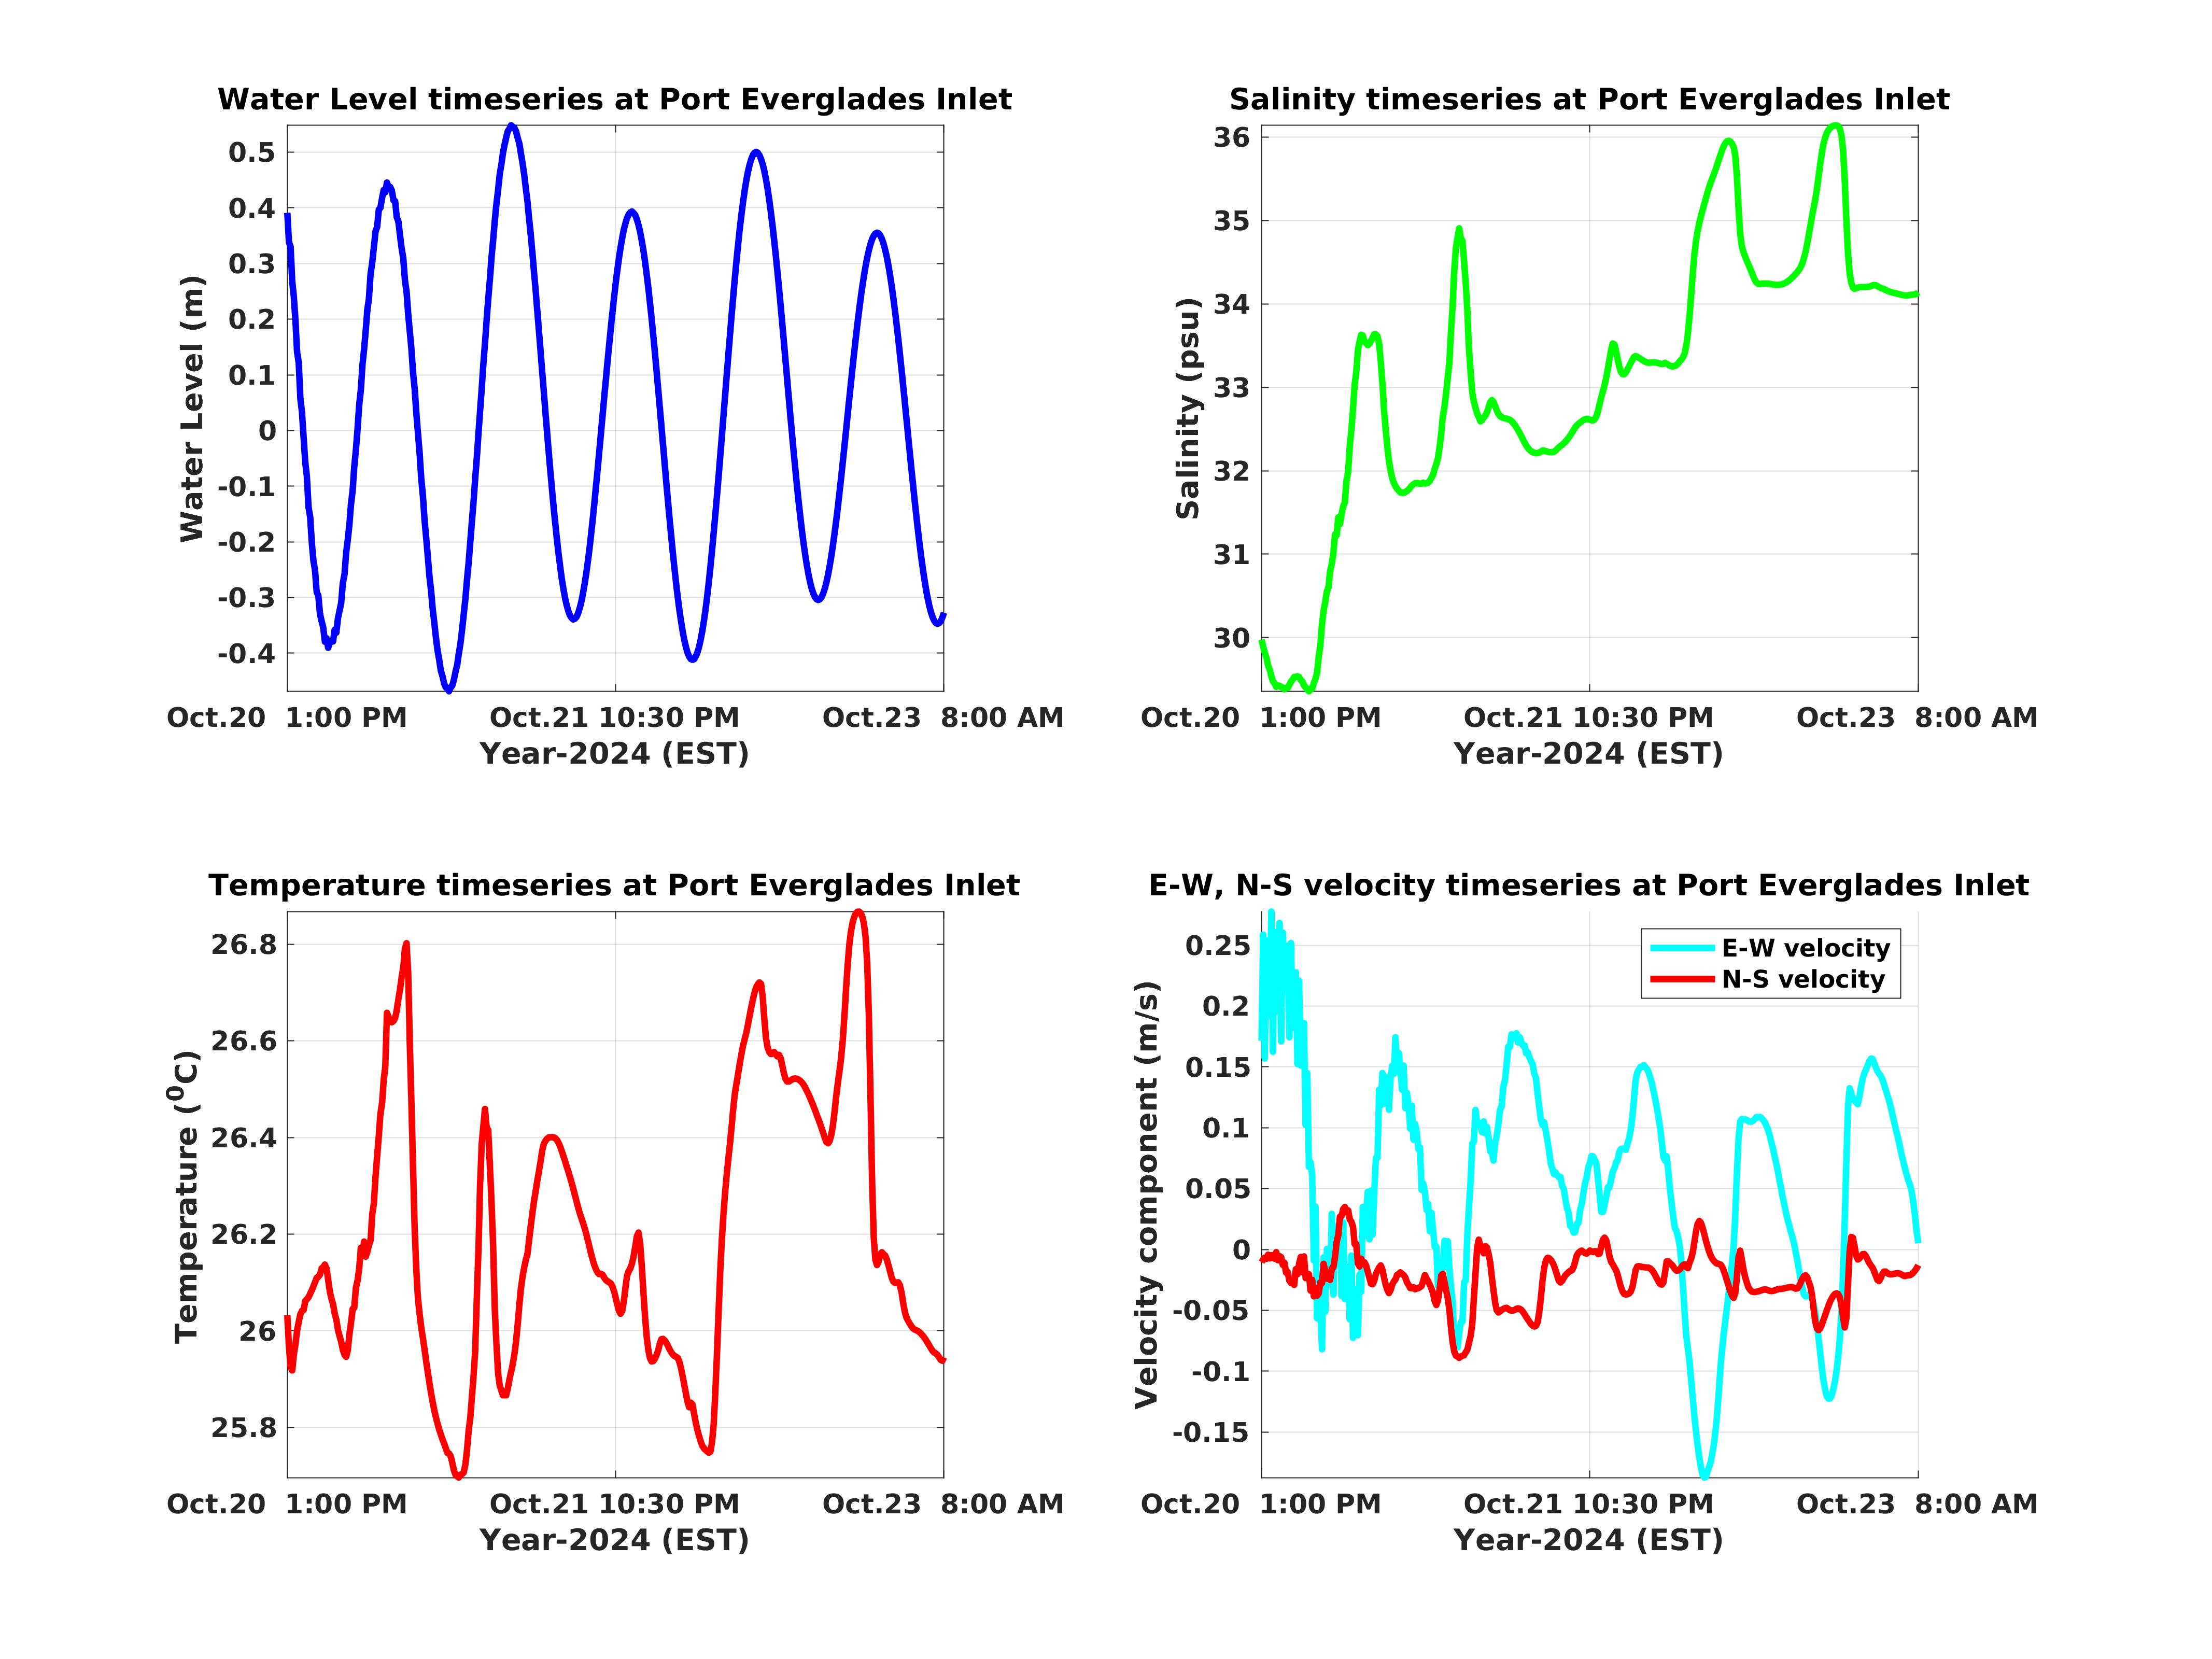 Water Level timeseries at Port Everglades Inlet
0.5
0.4
0.3
0.2
0.1
0
-0.1
-0.2
-0.3
-0.4
Water Level (m)
Oct.20 1:00 PM Oct.21 10:30 PM Oct.23 8:00 AM
Year-2024 (EST)
Salinity timeseries at Port Everglades Inlet
36
35
34
33
32
31
30
Salinity (psu)
Oct.20 1:00 PM Oct.21 10:30 PM Oct.23 8:00 AM
Year-2024 (EST)
Temperature timeseries at Port Everglades Inlet
26.8
26.6
26.4
26.2
26
25.8
Temperature (⁰C)
Oct.20 1:00 PM Oct.21 10:30 PM Oct.23 8:00 AM
Year-2024 (EST)
E-W, N-S velocity timeseries at Port Everglades Inlet
0.25
0.2
0.15
0.1
0.05
0
-0.05
-0.1
-0.15
Velocity component (m/s)
E-W velocity
N-S velocity
Oct.20 1:00 PM Oct.21 10:30 PM Oct.23 8:00 AM
Year-2024 (EST)